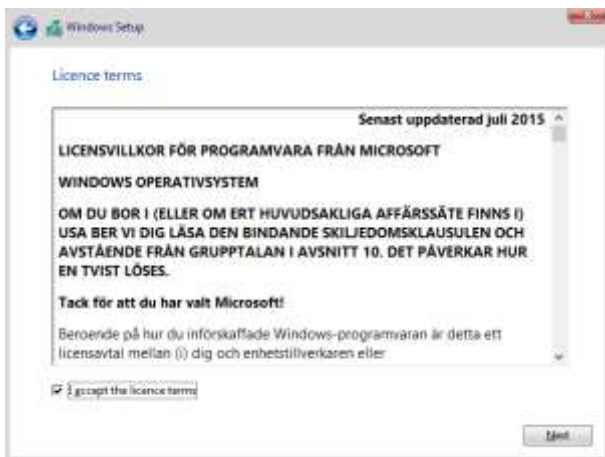 Windows Setup
Licence terms
Senast uppdaterad juli 2015
LICENSVILLKOR FÖR PROGRAMVARA FRÅN MICROSOFT
WINDOWS OPERATIVSYSTEM
OM DU BOR I (ELLER OM ERT HUVUDSAKLIGA AFFÄRSSÄTE FINNS I)
USA BER VI DIG LÄSA DEN BINDANDE SKILJEDOMSKLAUSULEN OCH
AVSTÅENDE FRÅN GRUPPTALAN I AVSNITT 10. DET PÅVERKAR HUR
EN TVIST LÖSES.
Tack för att du har valt Microsoft!
Beroende på hur du införskaffade Windows-programvaran är detta ett
licensavtal mellan (i) dig och enhetstillverkaren eller
I accept the licence terms
Next